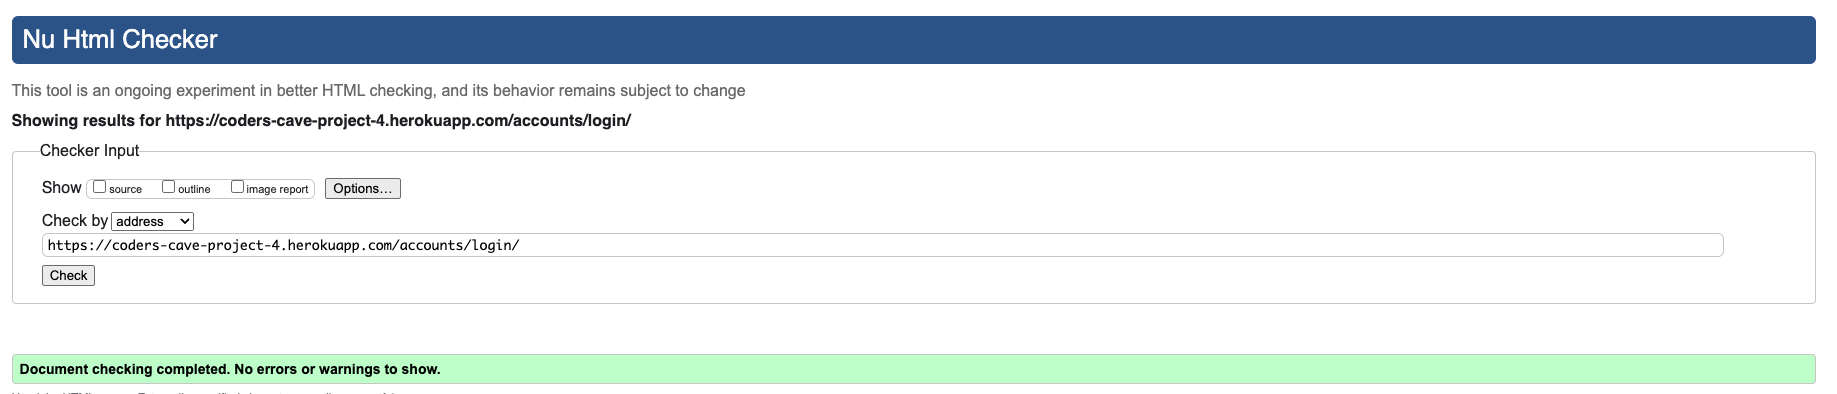 Nu Html Checker
This tool is an ongoing experiment in better HTML checking, and its behavior remains subject to change
Showing results for https://coders-cave-project-4.herokuapp.com/accounts/login/
Checker Input
Show source outline image report Options...
Check by address
https://coders-cave-project-4.herokuapp.com/accounts/login/
Check
Document checking completed. No errors or warnings to show.